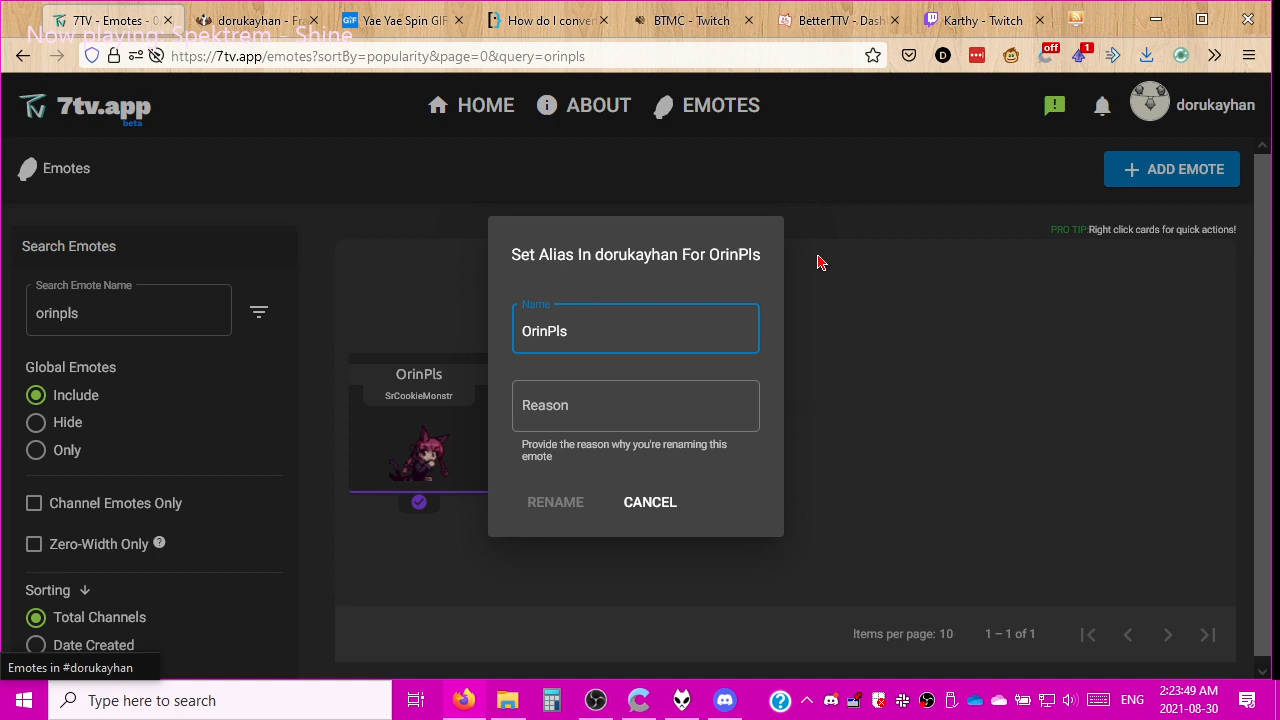 7TV - Emotes - 
dorukayhan - Fre
Yae Yae Spin GIF
How do I conver
BTMC - Twitch
BetterTTV - Dash
Karthy - Twitch
Now playing: Spektrem - Shine
https://7tv.app/emotes?sortBy=popularity&page=0&query=orinpls
off
1
7tv.app
beta
HOME
ABOUT
EMOTES
dorukayhan
Emotes
ADD EMOTE
PRO TIP Right click cards for quick actions!
Search Emotes
Search Emote Name
orinpls
Global Emotes
Include
Hide
Only
Channel Emotes Only
Zero-Width Only
Sorting
Total Channels
Date Created
OrinPls
SrCookieMonstr
Set Alias In dorukayhan For OrinPls
Name
OrinPls
Reason
Provide the reason why you're renaming this
emote
RENAME
CANCEL
Items per page: 10
1 – 1 of 1
Emotes in #dorukayhan
Type here to search
ENG
2:23:49 AM
2021-08-30